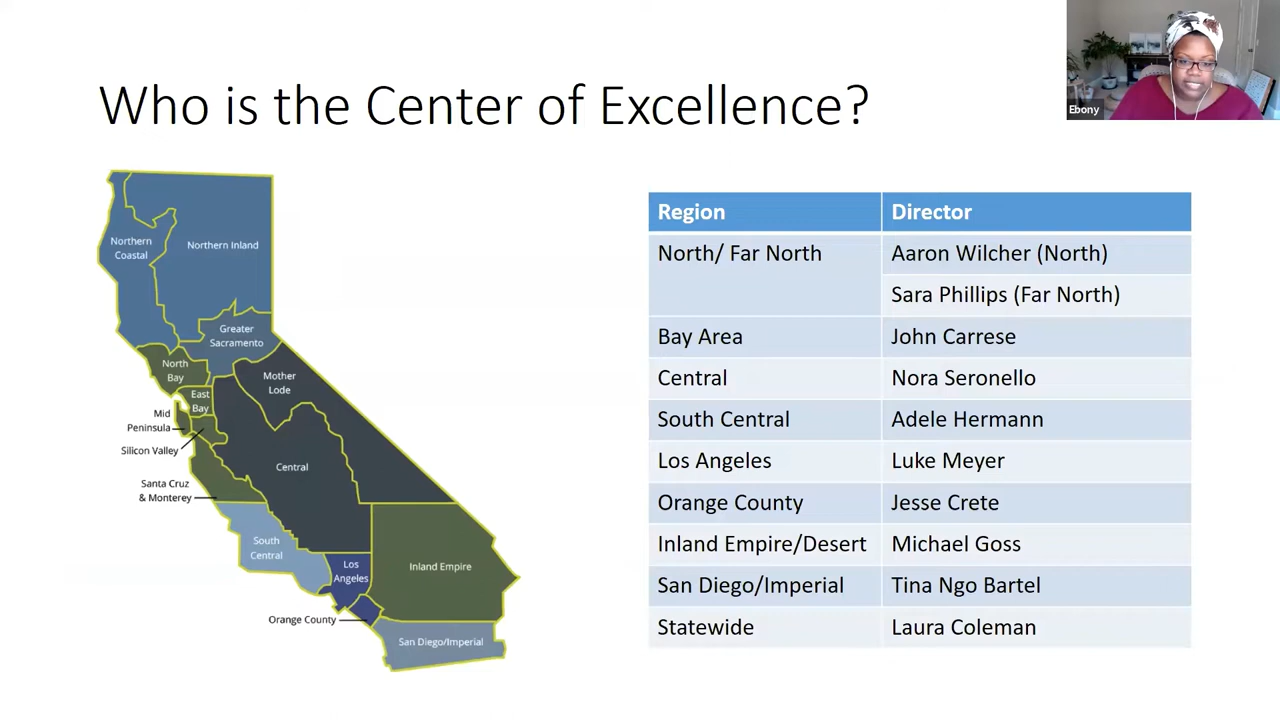 Who is the Center of Excellence?
Ebony
Northern
Coastal
Northern Inland
Greater
Sacramento
North
Bay
Mother
Lode
East
Bay
Mid
Peninsula
Silicon Valley
Central
Santa Cruz
& Monterey
South
Central
Los
Angeles
Inland Empire
Orange County
San Diego/Imperial
Region Director
North/ Far North Aaron Wilcher (North)
Sara Phillips (Far North)
Bay Area John Carrese
Central Nora Seronello
South Central Adele Hermann
Los Angeles Luke Meyer
Orange County Jesse Crete
Inland Empire/Desert Michael Goss
San Diego/Imperial Tina Ngo Bartel
Statewide Laura Coleman